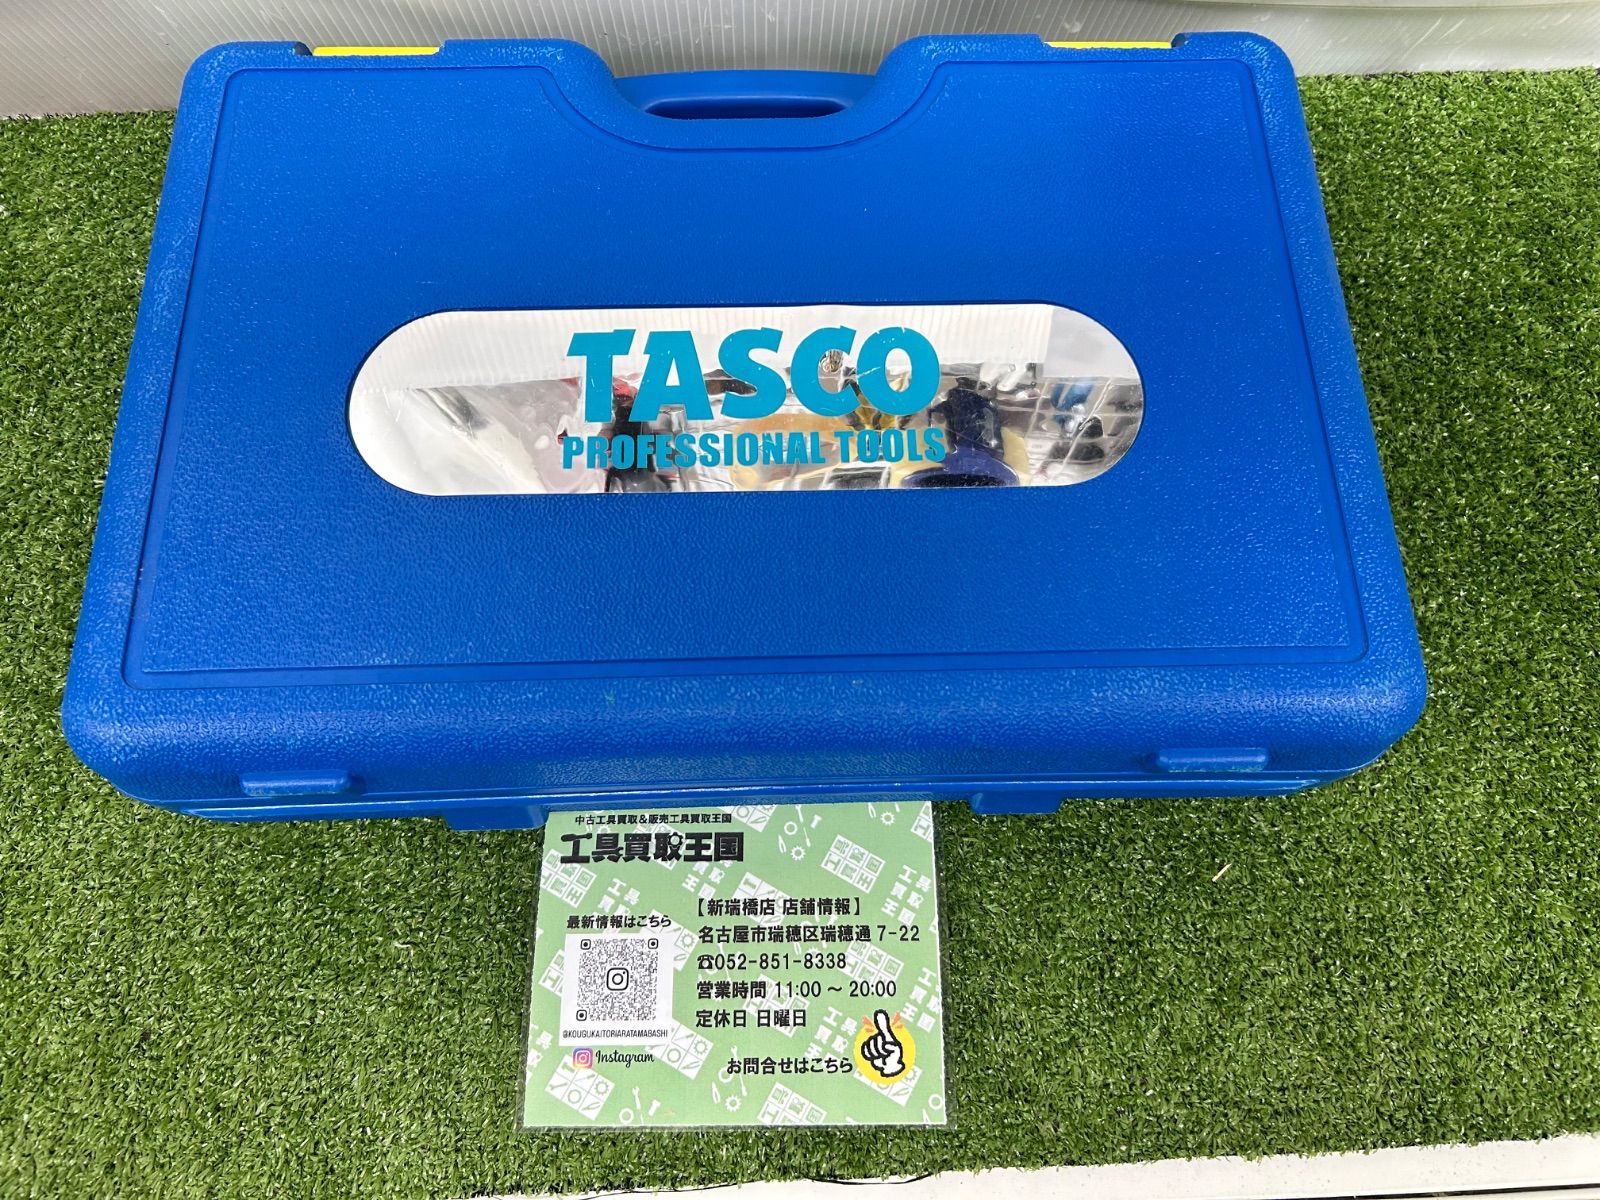 TASCO
PROFESSIONAL TOOLS
中古工具買取&販売工具買取王国
工具買取王国
最新情報はこちら
@KOUGUKAITORIARATAMABASHI
Instagram
【新瑞橋店 店舗情報】
名古屋市瑞穂区瑞穂通 7-22
☎052-851-8338
営業時間 11:00 ~ 20:00
定休日 日曜日
お問合せはこちら